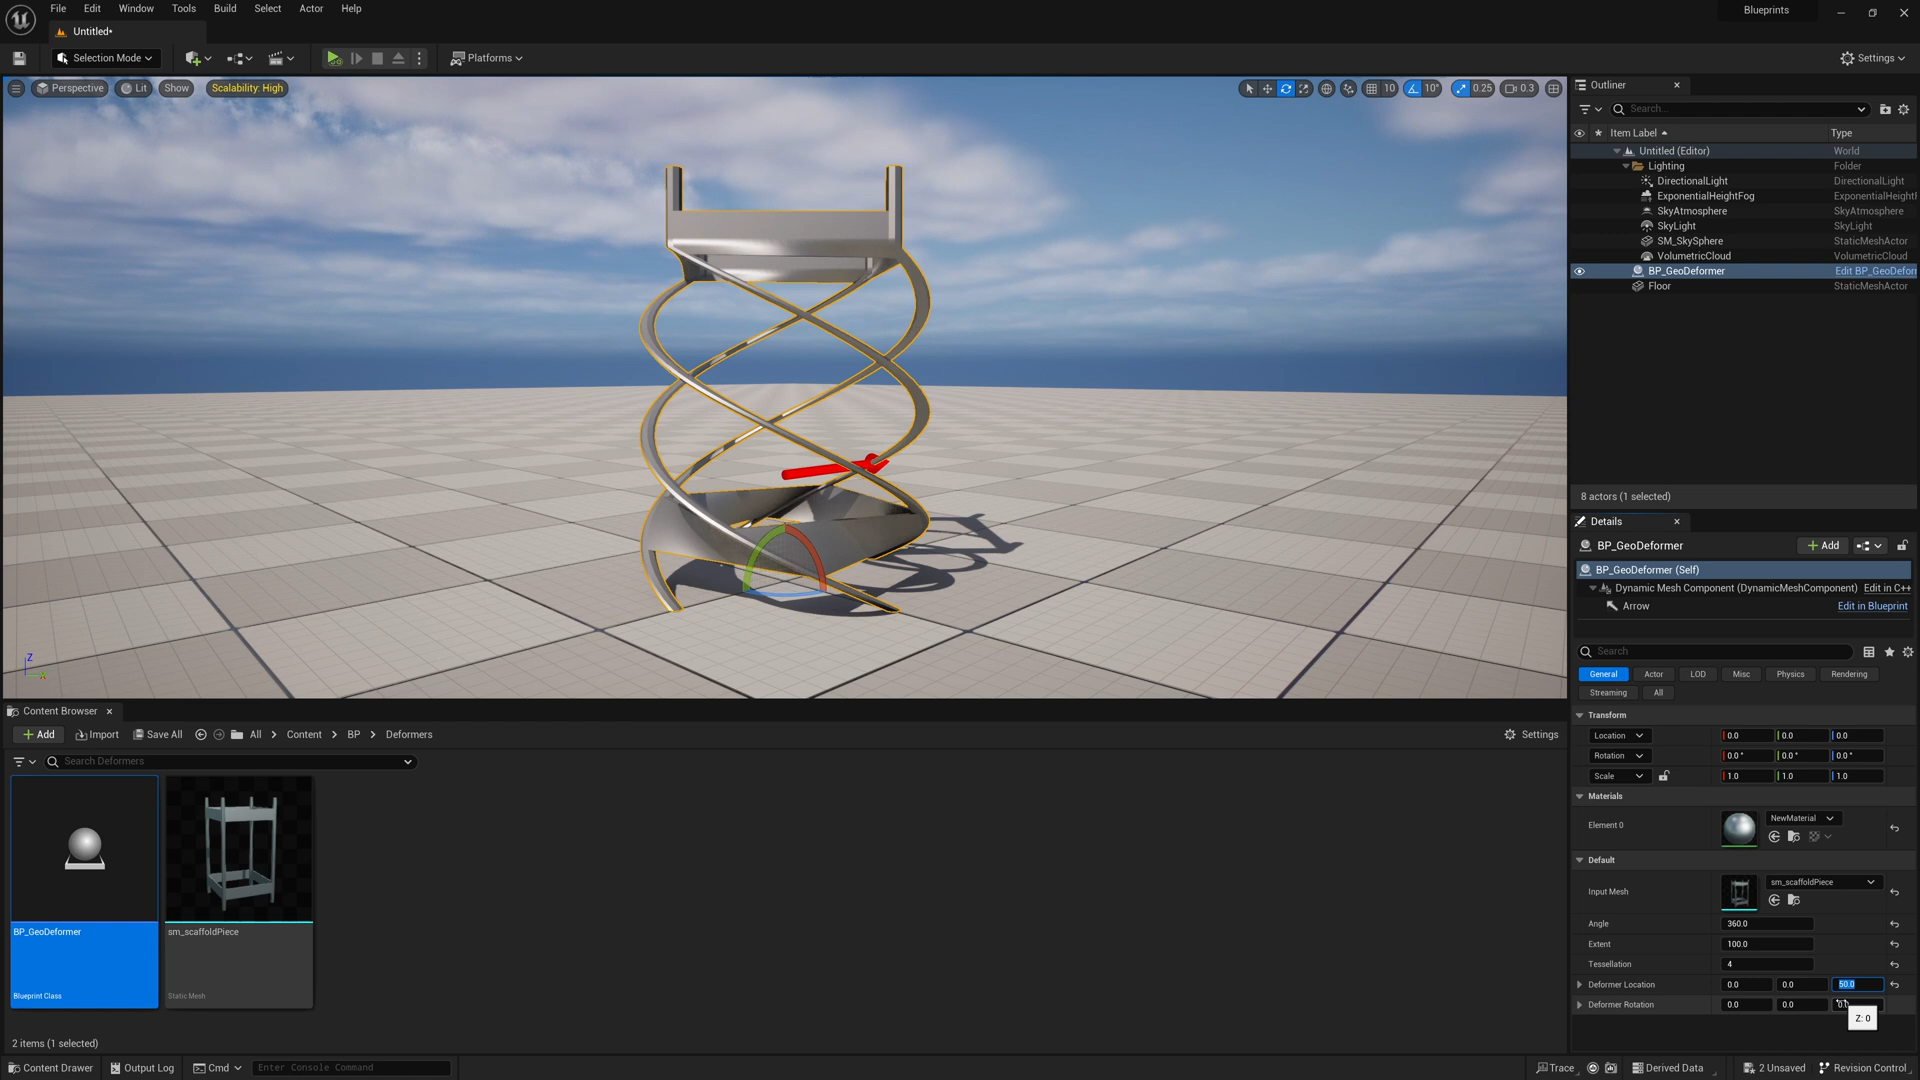 File Edit Window Tools Build Select Actor Help
Blueprints
Untitled*
Selection Mode
Platforms
Settings
Perspective Lit Show Scalability: High
10 10° 0.25 0.3
Z
Outliner
Search...
Item Label Type
Untitled (Editor) World
Lighting Folder
DirectionalLight DirectionalLight
ExponentialHeightFog ExponentialHeightF
SkyAtmosphere SkyAtmosphere
SkyLight SkyLight
SM_SkySphere StaticMeshActor
VolumetricCloud VolumetricCloud
BP_GeoDeformer Edit BP_GeoDefor
Floor StaticMeshActor
8 actors (1 selected)
Details
BP_GeoDeformer
Add
BP_GeoDeformer (Self)
Dynamic Mesh Component (DynamicMeshComponent) Edit in C++
Arrow Edit in Blueprint
Search
General Actor LOD Misc Physics Rendering
Streaming All
Transform
Location 0.0 0.0 0.0
Rotation 0.0 ° 0.0 ° 0.0 °
Scale 1.0 1.0 1.0
Materials
Element 0 NewMaterial
Default
Input Mesh sm_scaffoldPiece
Angle 360.0
Extent 100.0
Tessellation 4
Deformer Location 0.0 0.0 50.0
Deformer Rotation 0.0 0.0
Z: 0
Content Browser
Add Import Save All All Content BP Deformers Settings
Search Deformers
BP_GeoDeformer
Blueprint Class
sm_scaffoldPiece
Static Mesh
2 items (1 selected)
Content Drawer Output Log Cmd Enter Console Command Trace Derived Data 2 Unsaved Revision Control